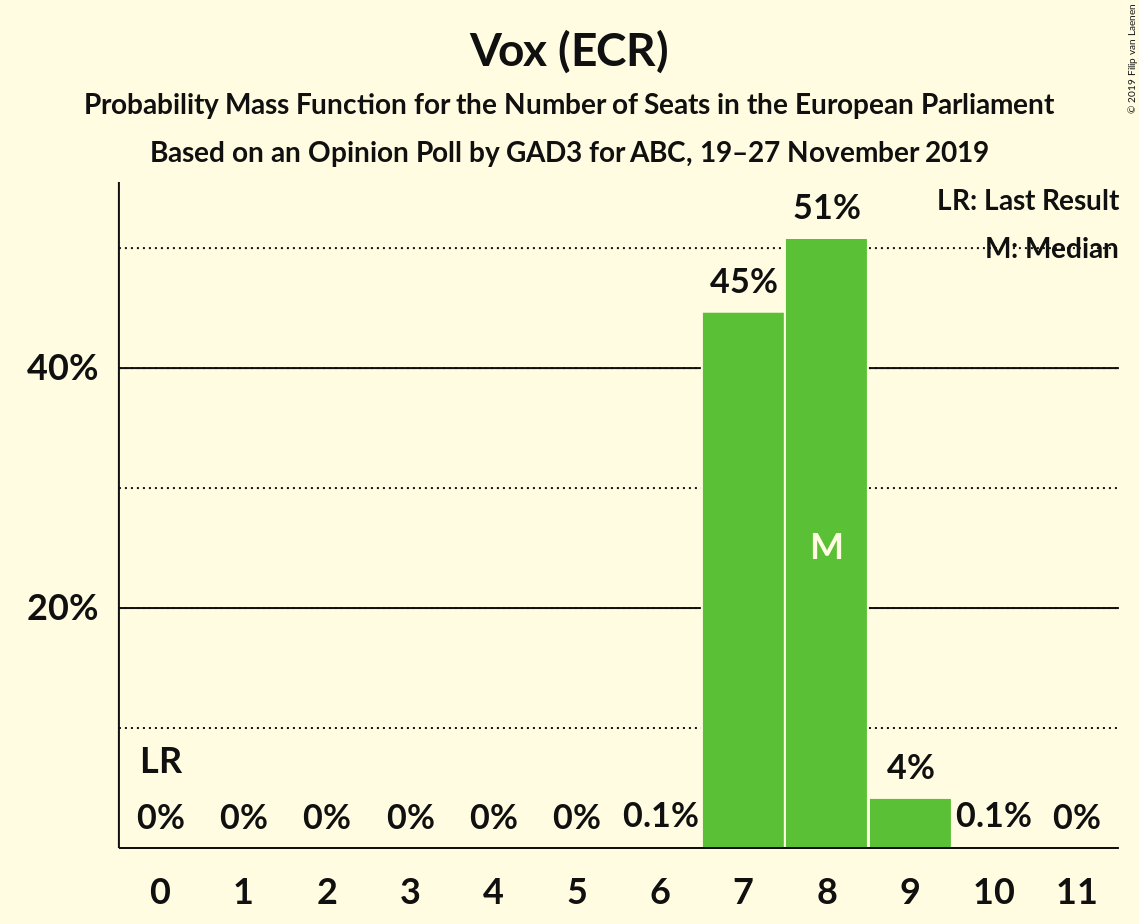 Vox (ECR)
Probability Mass Function for the Number of Seats in the European Parliament
Based on an Opinion Poll by GAD3 for ABC, 19–27 November 2019
© 2019 Filip van Laenen
LR: Last Result
M: Median
51%
45%
40%
M
20%
LR
4%
0% 0% 0% 0% 0% 0% 0.1% 0.1% 0%
0 1 2 3 4 5 6 7 8 9 10 11